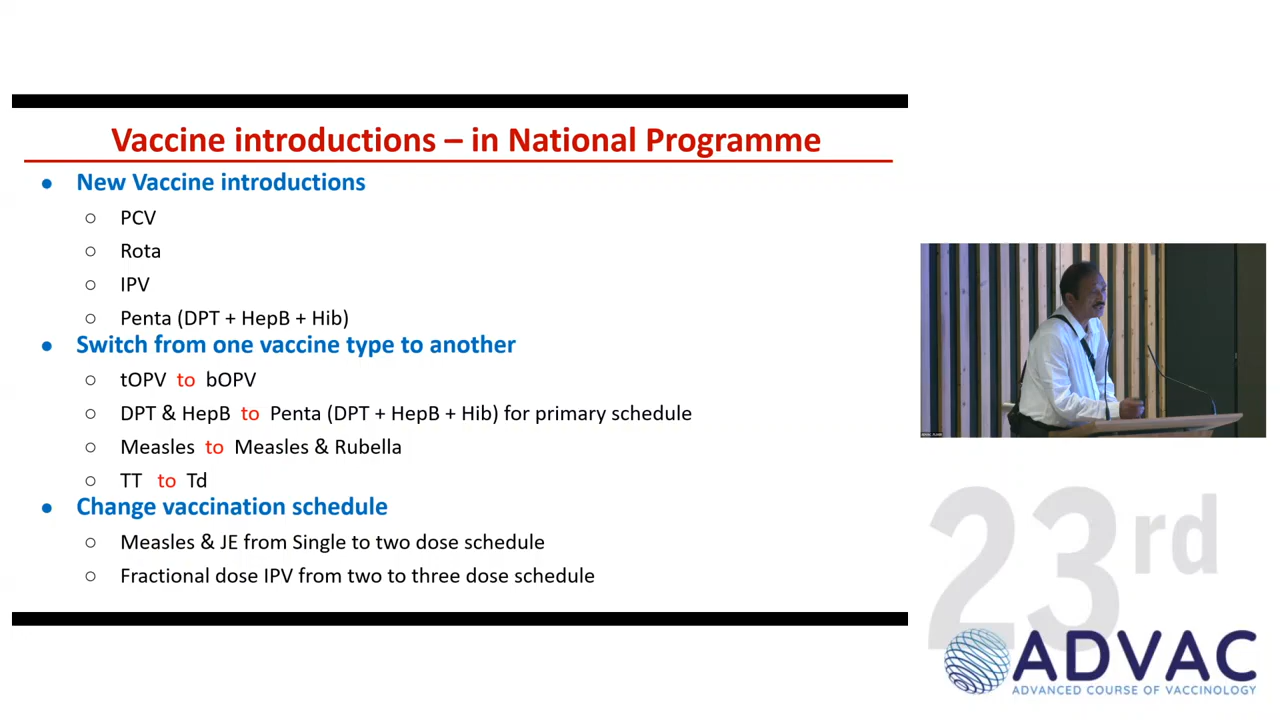 Vaccine introductions – in National Programme
● New Vaccine introductions
○ PCV
○ Rota
○ IPV
○ Penta (DPT + HepB + Hib)
● Switch from one vaccine type to another
○ tOPV to bOPV
○ DPT & HepB to Penta (DPT + HepB + Hib) for primary schedule
○ Measles to Measles & Rubella
○ TT to Td
● Change vaccination schedule
○ Measles & JE from Single to two dose schedule
○ Fractional dose IPV from two to three dose schedule
23rd
ADVAC
ADVANCED COURSE OF VACCINOLOGY